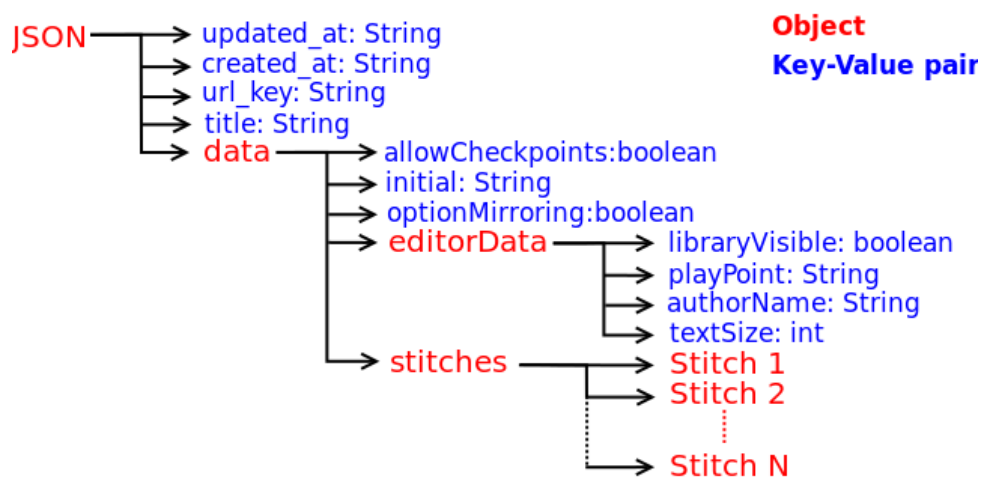 JSON
updated_at: String
created_at: String
url_key: String
title: String
data
allowCheckpoints:boolean
initial: String
optionMirroring:boolean
editorData
libraryVisible: boolean
playPoint: String
authorName: String
textSize: int
stitches
Stitch 1
Stitch 2
Stitch N
Object
Key-Value pair